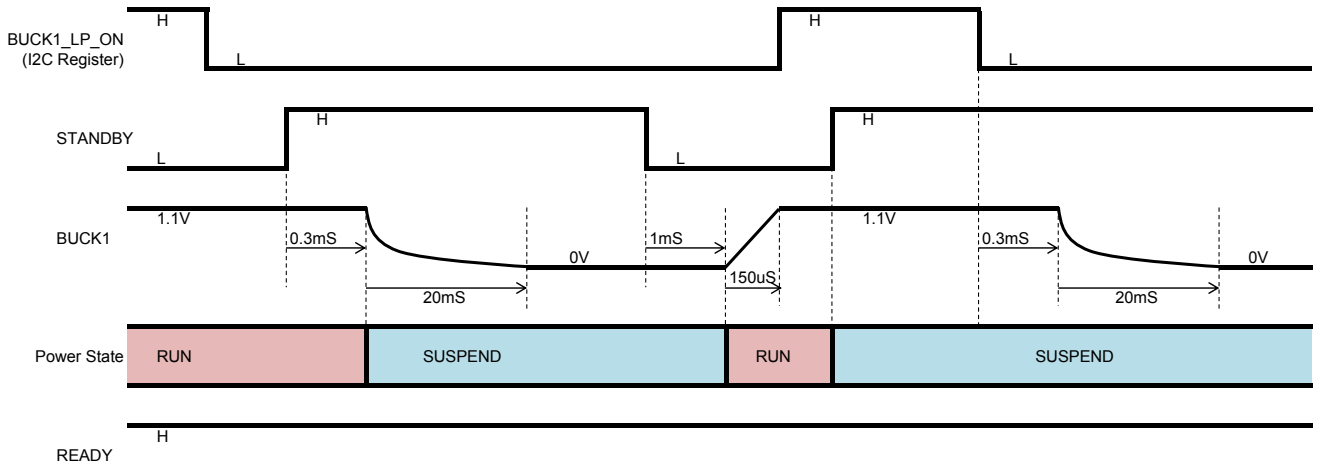 H
H
BUCK1_LP_ON
(I2C Register)
L
L
H
H
STANDBY
L
L
1.1V
1.1V
BUCK1
0.3mS
1mS
0.3mS
0V
0V
150uS
20mS
20mS
Power State
RUN
SUSPEND
RUN
SUSPEND
H
READY